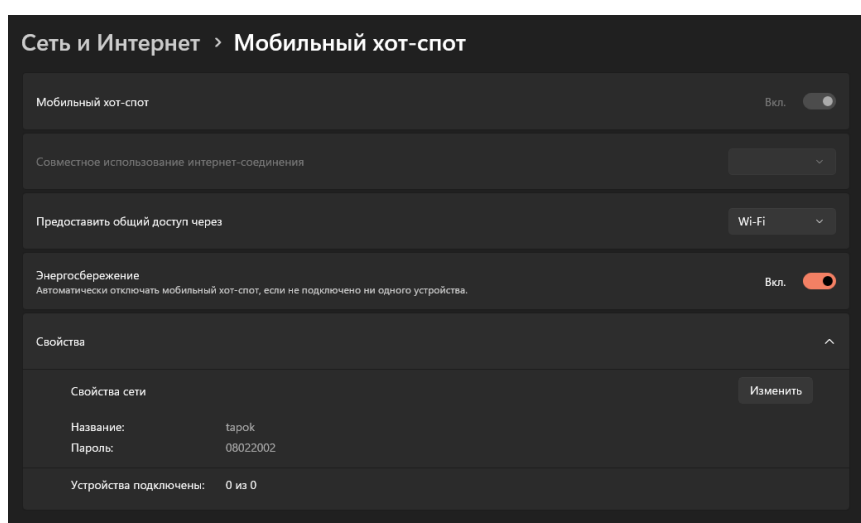 Сеть и Интернет › Мобильный хот-спот
Мобильный хот-спот Вкл.
Совместное использование интернет-соединения
Предоставить общий доступ через Wi-Fi
Энергосбережение
Автоматически отключать мобильный хот-спот, если не подключено ни одного устройства. Вкл.
Свойства
Свойства сети Изменить
Название: tapok
Пароль: 08022002
Устройства подключены: 0 из 0